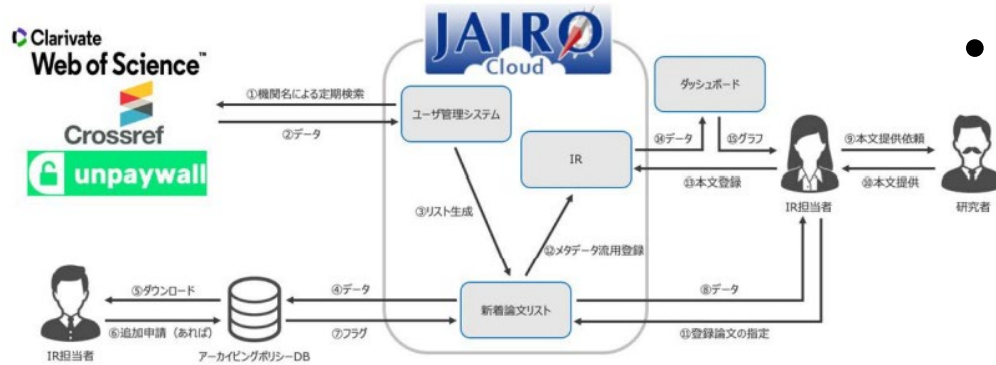 Clarivate
Web of Science™
Crossref
unpaywall
JAIRO
Cloud
①機関名による定期検索
②データ
ユーザ管理システム
ダッシュボード
IR
⑭データ
⑮グラフ
⑨本文提供依頼
⑬本文登録
⑩本文提供
IR担当者
研究者
③リスト生成
⑫メタデータ流用登録
⑤ダウンロード
④データ
新着論文リスト
⑧データ
⑥追加申請（あれば）
⑦フラグ
⑪登録論文の指定
IR担当者
アーカイビングポリシーDB